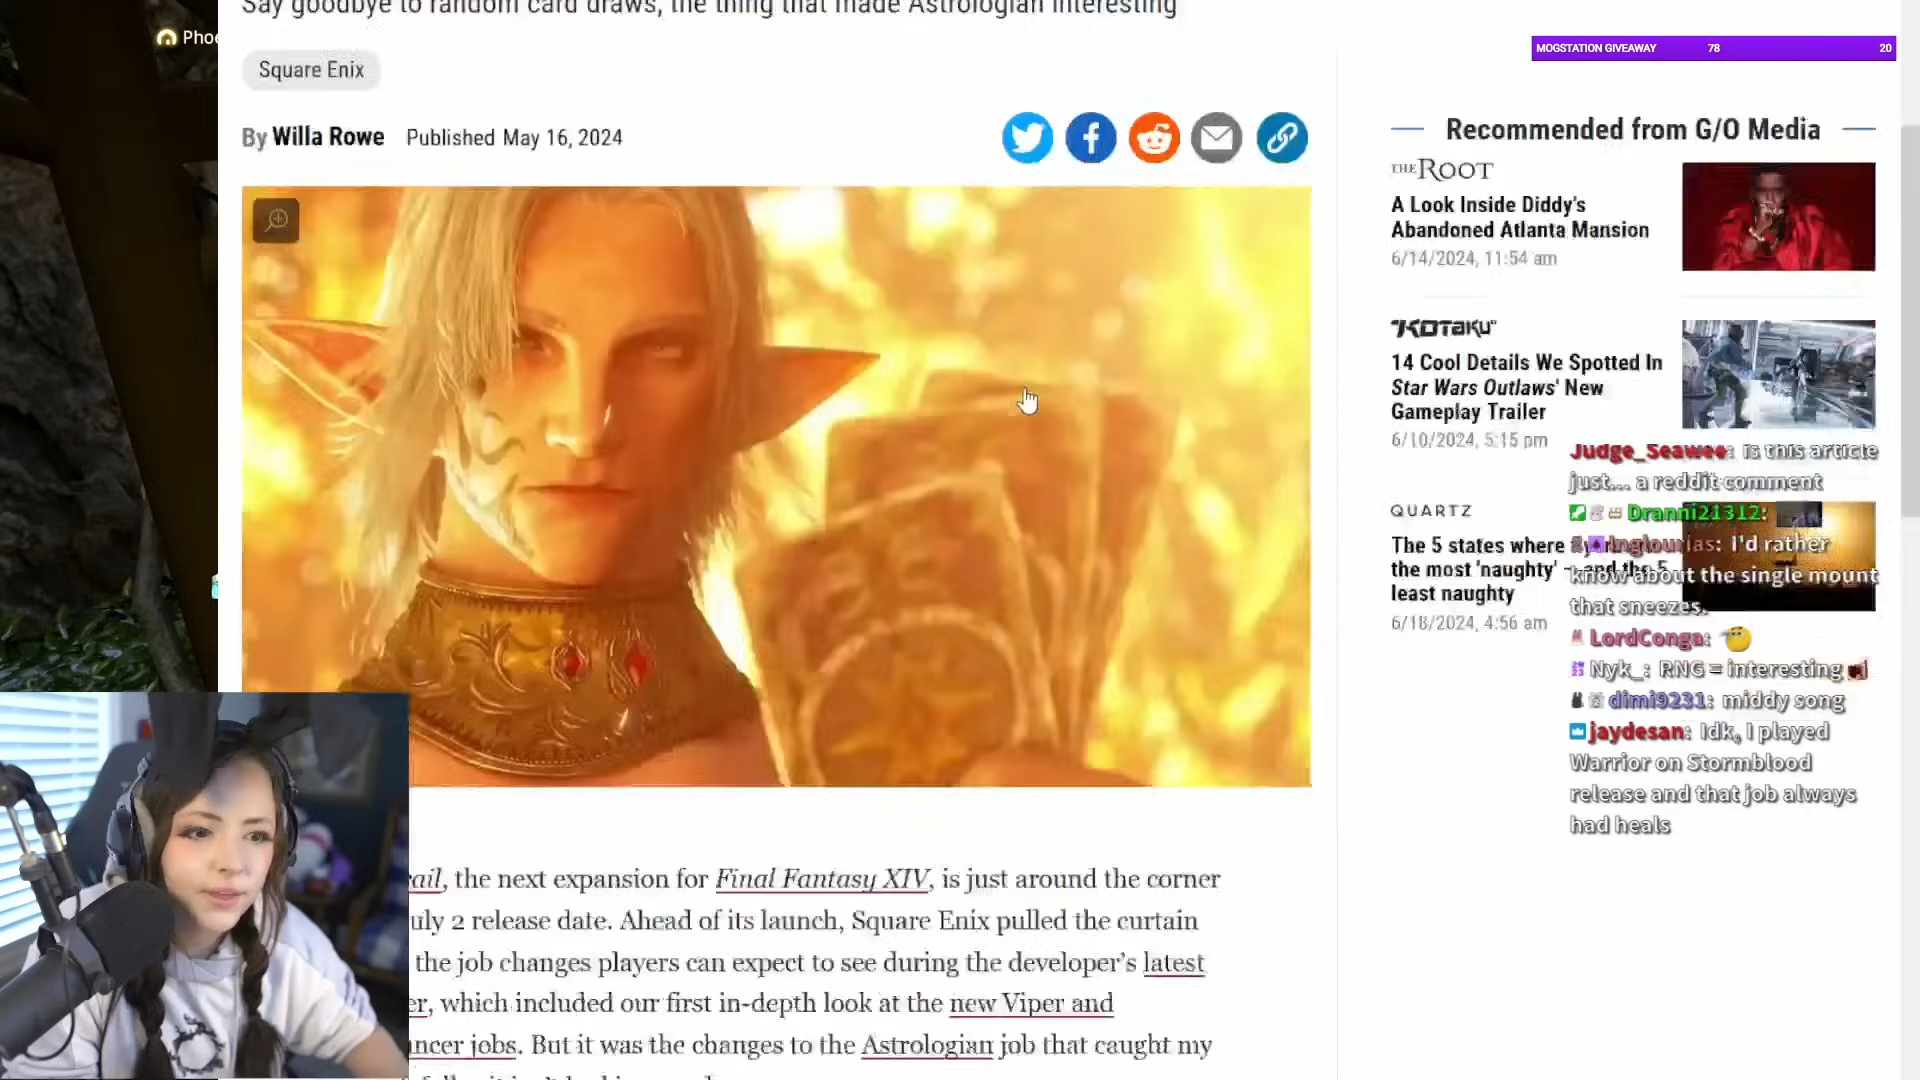 Say goodbye to random card draws, the thing that made Astrologian interesting
Phoe
MOGSTATION GIVEAWAY 78 20
Square Enix
By Willa Rowe Published May 16, 2024
Recommended from G/O Media
THE ROOT
A Look Inside Diddy's
Abandoned Atlanta Mansion
6/14/2024, 11:54 am
KOTAKU
14 Cool Details We Spotted In
Star Wars Outlaws' New
Gameplay Trailer
6/10/2024, 5:15 pm
QUARTZ
The 5 states where
the most 'naughty' - and the 5
least naughty
6/18/2024, 4:56 am
Judge_Seawee: is this article
just... a reddit comment
Dranni21312:
Inglourias: I'd rather
know about the single mount
that sneezes.
LordConga:
Nyk_: RNG = interesting
dimi9231: middy song
jaydesan: Idk, I played
Warrior on Stormblood
release and that job always
had heals
ail, the next expansion for Final Fantasy XIV, is just around the corner
uly 2 release date. Ahead of its launch, Square Enix pulled the curtain
the job changes players can expect to see during the developer's latest
er, which included our first in-depth look at the new Viper and
ncer jobs. But it was the changes to the Astrologian job that caught my